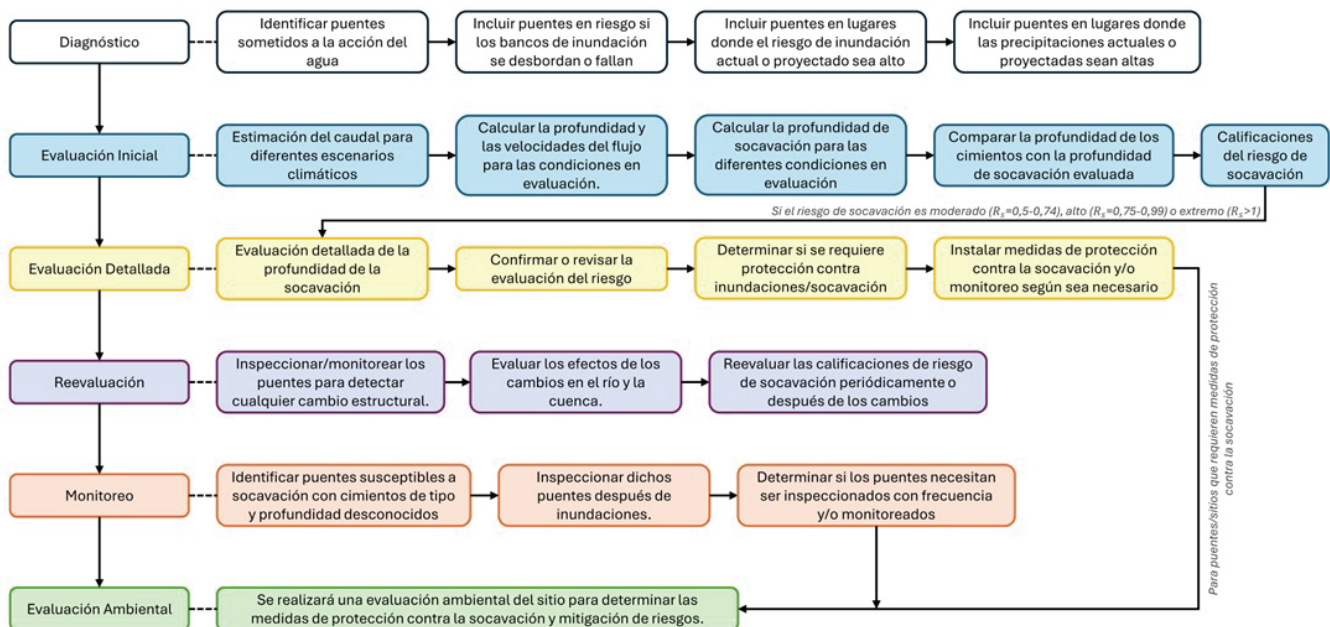 Diagnóstico
Identificar puentes
sometidos a la acción del
agua
Incluir puentes en riesgo si
los bancos de inundación
se desbordan o fallan
Incluir puentes en lugares
donde el riesgo de inundación
actual o proyectado sea alto
Incluir puentes en lugares donde
las precipitaciones actuales o
proyectadas sean altas
Evaluación Inicial
Estimación del caudal para
diferentes escenarios
climáticos
Calcular la profundidad y
las velocidades del flujo
para las condiciones en
evaluación.
Calcular la profundidad de
socavación para las
diferentes condiciones en
evaluación
Comparar la profundidad de los
cimientos con la profundidad
de socavación evaluada
Calificaciones
del riesgo de
socavación
Si el riesgo de socavación es moderado (Rₛ=0,5-0,74), alto (Rₛ=0,75-0,99) o extremo (Rₛ>1)
Evaluación Detallada
Evaluación detallada de la
profundidad de la
socavación
Confirmar o revisar la
evaluación del riesgo
Determinar si se requiere
protección contra
inundaciones/socavación
Instalar medidas de protección
contra la socavación y/o
monitoreo según sea necesario
Para puentes/sitios que requieren medidas de protección
contra la socavación
Reevaluación
Inspeccionar/monitorear los
puentes para detectar
cualquier cambio estructural.
Evaluar los efectos de los
cambios en el río y la
cuenca.
Reevaluar las calificaciones de riesgo
de socavación periódicamente o
después de los cambios
Monitoreo
Identificar puentes susceptibles a
socavación con cimientos de tipo
y profundidad desconocidos
Inspeccionar dichos
puentes después de
inundaciones.
Determinar si los puentes necesitan
ser inspeccionados con frecuencia
y/o monitoreados
Evaluación Ambiental
Se realizará una evaluación ambiental del sitio para determinar las
medidas de protección contra la socavación y mitigación de riesgos.